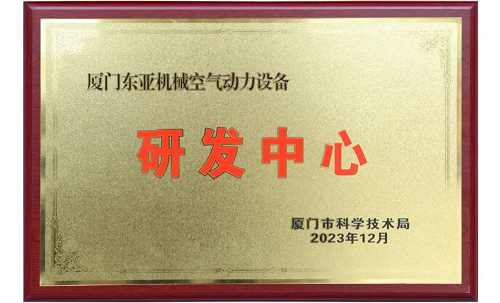 厦门东亚机械空气动力设备
研发中心
厦门市科学技术局
2023年12月